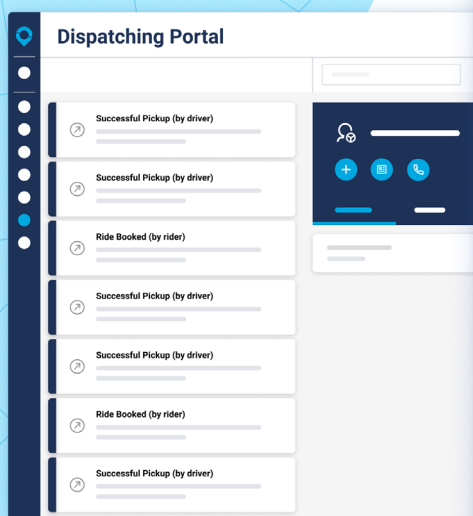 Dispatching Portal
Successful Pickup (by driver)
Successful Pickup (by driver)
Ride Booked (by rider)
Successful Pickup (by driver)
Successful Pickup (by driver)
Ride Booked (by rider)
Successful Pickup (by driver)